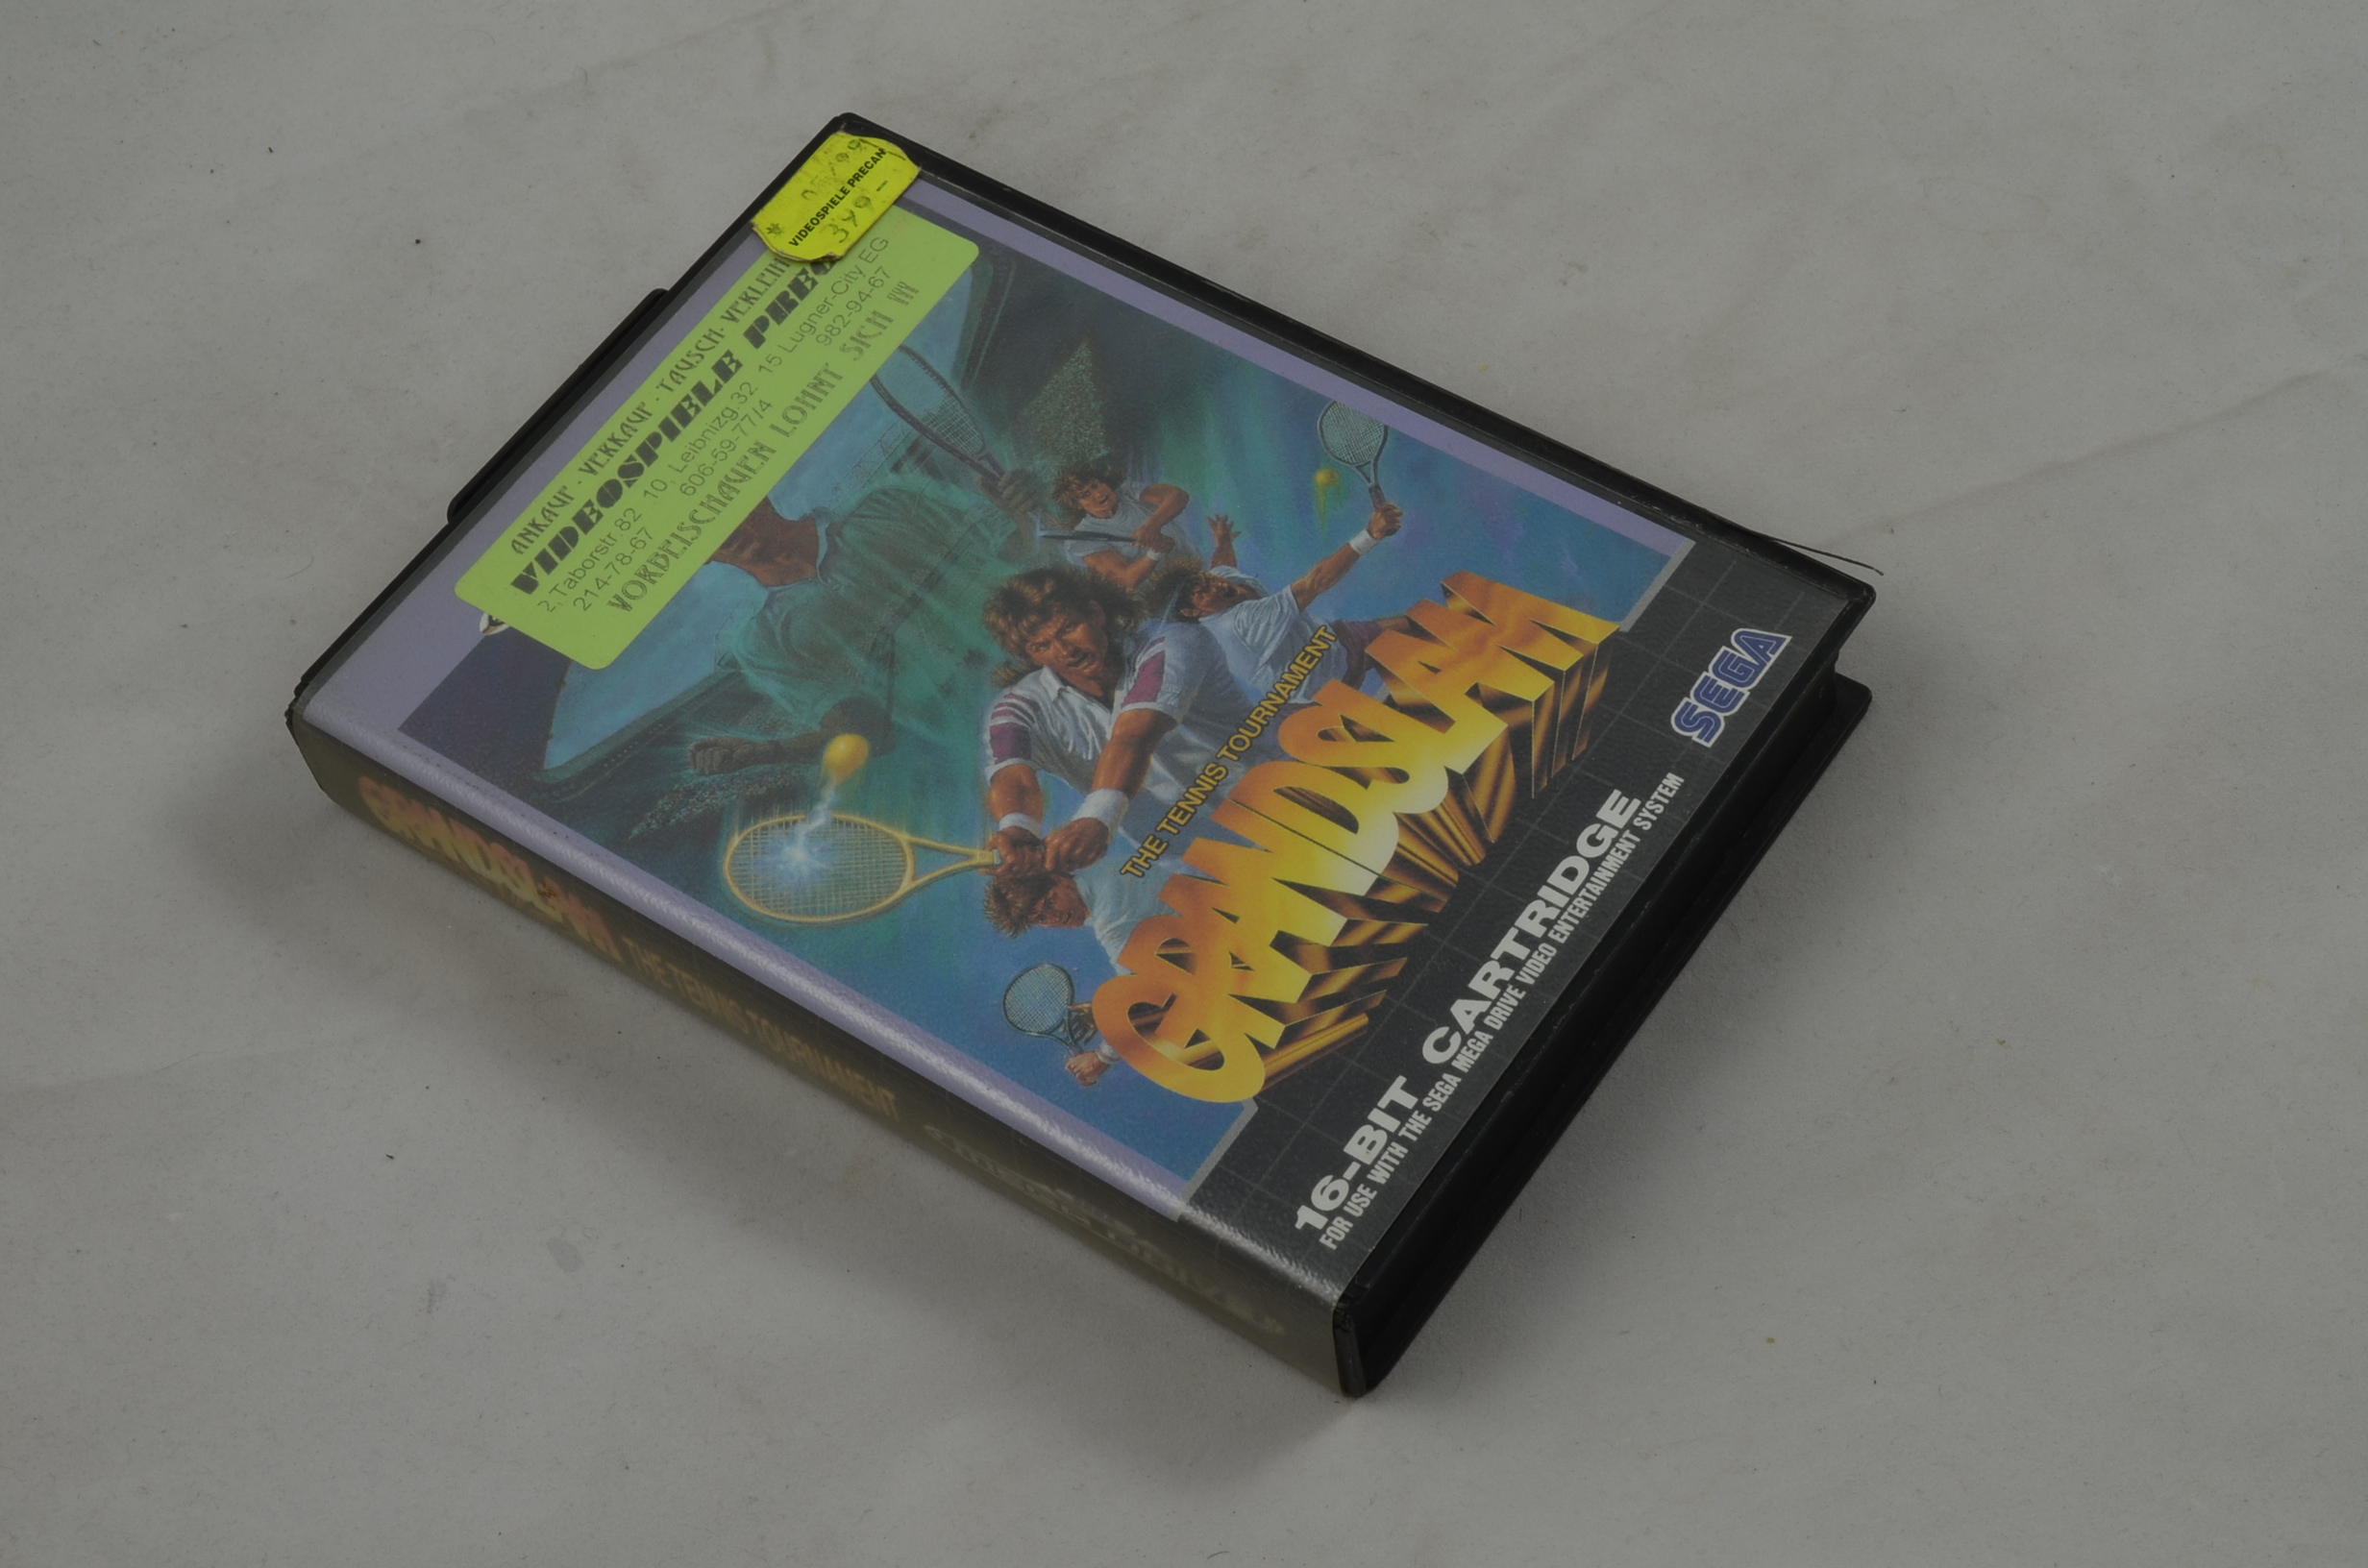 VIDEOSPIELE PRECAN
399.-
ANKAUF - VERKAUF - TAUSCH - VERLEIH
VIDEOSPIELE
2, Taborstr. 82 10, Leibnizg.32 15 Lugner-City EG
214-78-67 606-59-77/4 982-94-67
VORBEISCHAUEN LOHNT SICH !!!
THE TENNIS TOURNAMENT
GRANDSLAM
SEGA
16-BIT CARTRIDGE
FOR USE WITH THE SEGA MEGA DRIVE VIDEO ENTERTAINMENT SYSTEM
GRANDSLAM THE TENNIS TOURNAMENT